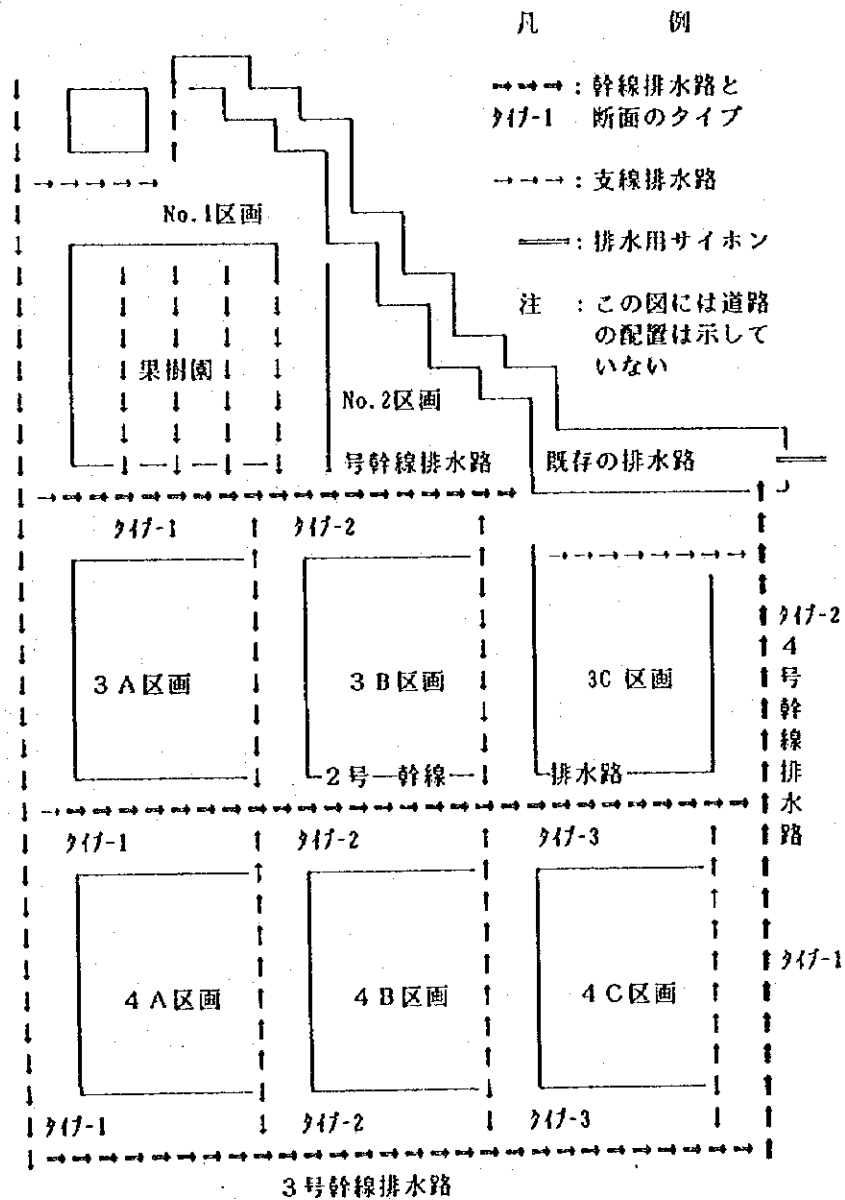 凡 例
：幹線排水路と
ﾀｲﾌﾟ-1 断面のタイプ
：支線排水路
：排水用サイホン
注 ：この図には道路
の配置は示して
いない
No.1区画
果樹園
No.2区画
号幹線排水路
既存の排水路
ﾀｲﾌﾟ-1
ﾀｲﾌﾟ-2
ﾀｲﾌﾟ-2
4号幹線排水路
3A区画
3B区画
3C区画
2号幹線
排水路
ﾀｲﾌﾟ-1
ﾀｲﾌﾟ-2
ﾀｲﾌﾟ-3
ﾀｲﾌﾟ-1
4A区画
4B区画
4C区画
ﾀｲﾌﾟ-1
ﾀｲﾌﾟ-2
ﾀｲﾌﾟ-3
3号幹線排水路